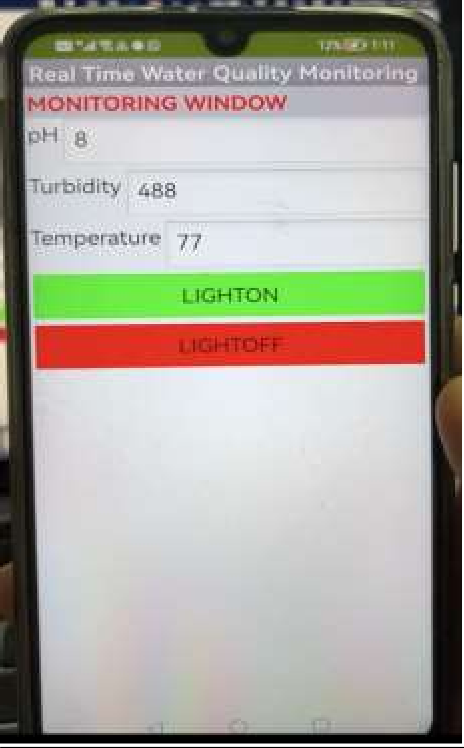 Real Time Water Quality Monitoring
MONITORING WINDOW
pH 8
Turbidity 488
Temperature 77
LIGHTON
LIGHTOFF